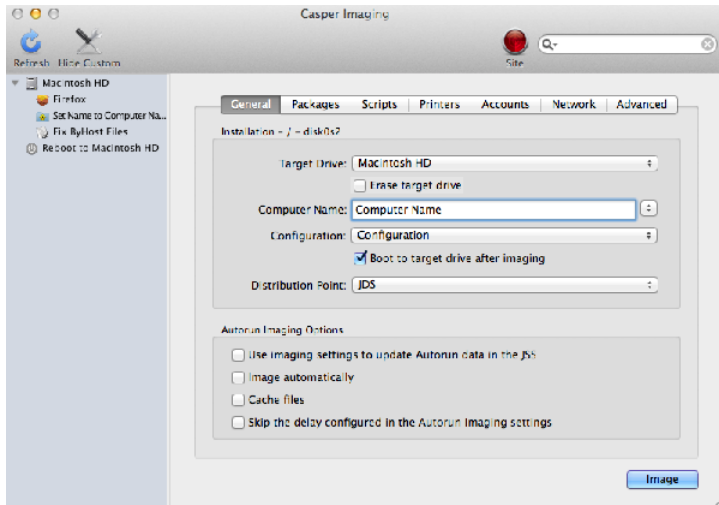 Casper Imaging
Refresh Hide Custom
Site
Macintosh HD
Firefox
Set Name to Computer Na...
Fix ByHost Files
Reboot to Macintosh HD
General Packages Scripts Printers Accounts Network Advanced
Installation - / - disk0s2
Target Drive: Macintosh HD
Erase target drive
Computer Name: Computer Name
Configuration: Configuration
Boot to target drive after imaging
Distribution Point: JDS
Autorun Imaging Options
Use imaging settings to update Autorun data in the JSS
Image automatically
Cache files
Skip the delay configured in the Autorun Imaging settings
Image